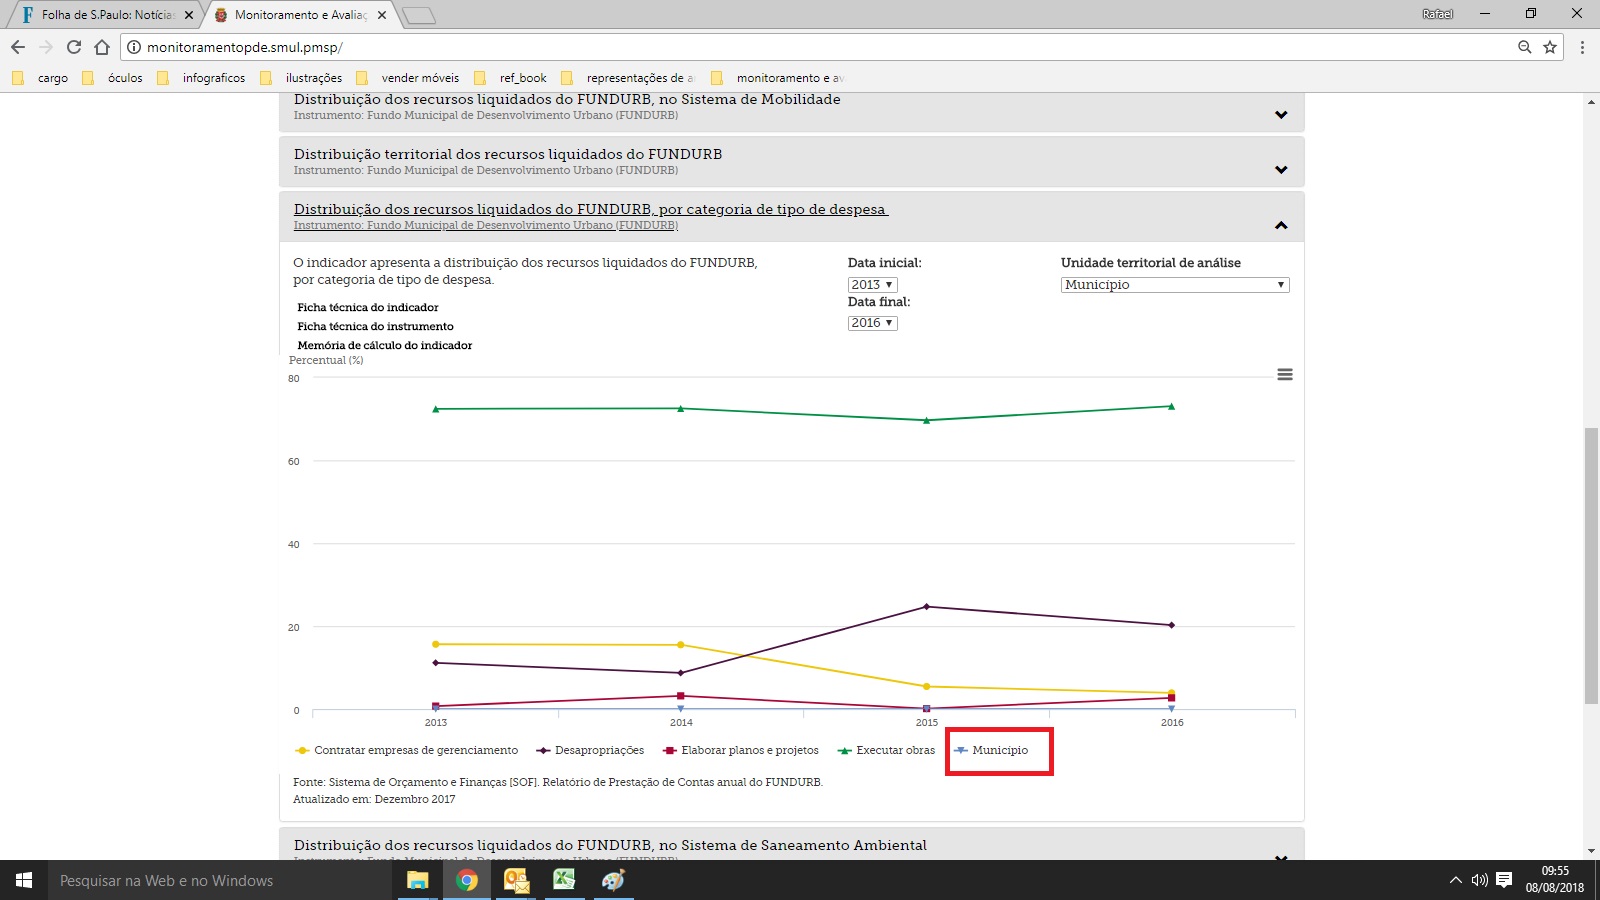 Folha de S.Paulo: Notícias
Monitoramento e Avaliaç
Rafael
monitoramentopde.smul.pmsp/
cargo
óculos
infograficos
ilustrações
vender móveis
ref_book
representações de a
monitoramento e av
Distribuição dos recursos liquidados do FUNDURB, no Sistema de Mobilidade
Instrumento: Fundo Municipal de Desenvolvimento Urbano (FUNDURB)
Distribuição territorial dos recursos liquidados do FUNDURB
Instrumento: Fundo Municipal de Desenvolvimento Urbano (FUNDURB)
Distribuição dos recursos liquidados do FUNDURB, por categoria de tipo de despesa
Instrumento: Fundo Municipal de Desenvolvimento Urbano (FUNDURB)
O indicador apresenta a distribuição dos recursos liquidados do FUNDURB,
por categoria de tipo de despesa.
Data inicial:
2013
Data final:
2016
Unidade territorial de análise
Município
Ficha técnica do indicador
Ficha técnica do instrumento
Memória de cálculo do indicador
Percentual (%)
80
60
40
20
0
2013
2014
2015
2016
Contratar empresas de gerenciamento
Desapropriações
Elaborar planos e projetos
Executar obras
Município
Fonte: Sistema de Orçamento e Finanças [SOF]. Relatório de Prestação de Contas anual do FUNDURB.
Atualizado em: Dezembro 2017
Distribuição dos recursos liquidados do FUNDURB, no Sistema de Saneamento Ambiental
Instrumento: Fundo Municipal de Desenvolvimento Urbano (FUNDURB)
Pesquisar na Web e no Windows
09:55
08/08/2018